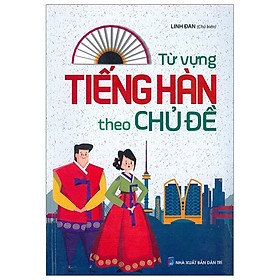 LINH ĐAN (Chủ biên)
Từ vựng
TIẾNG HÀN
theo CHỦ ĐỀ
NHÀ XUẤT BẢN DÂN TRÍ